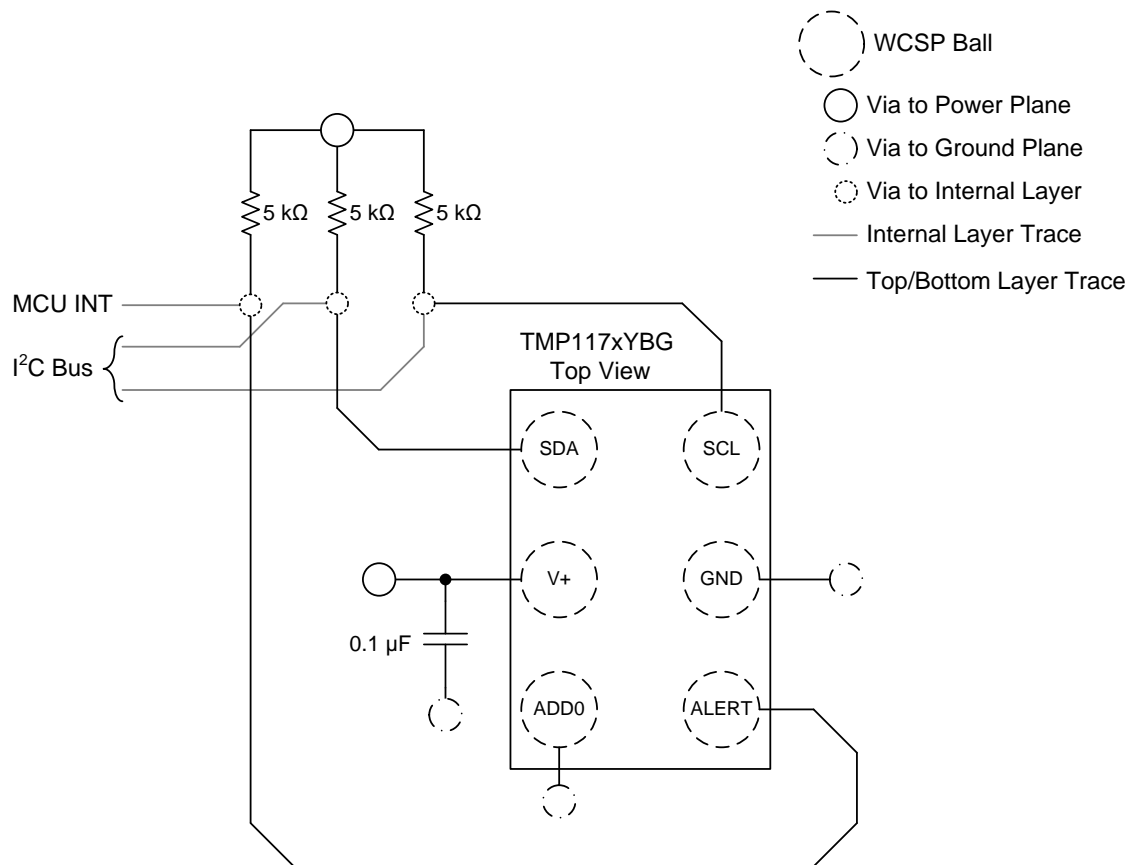 WCSP Ball
Via to Power Plane
Via to Ground Plane
Via to Internal Layer
Internal Layer Trace
Top/Bottom Layer Trace
5 kΩ
5 kΩ
5 kΩ
MCU INT
I²C Bus
TMP117xYBG
Top View
SDA
SCL
V+
GND
0.1 µF
ADD0
ALERT